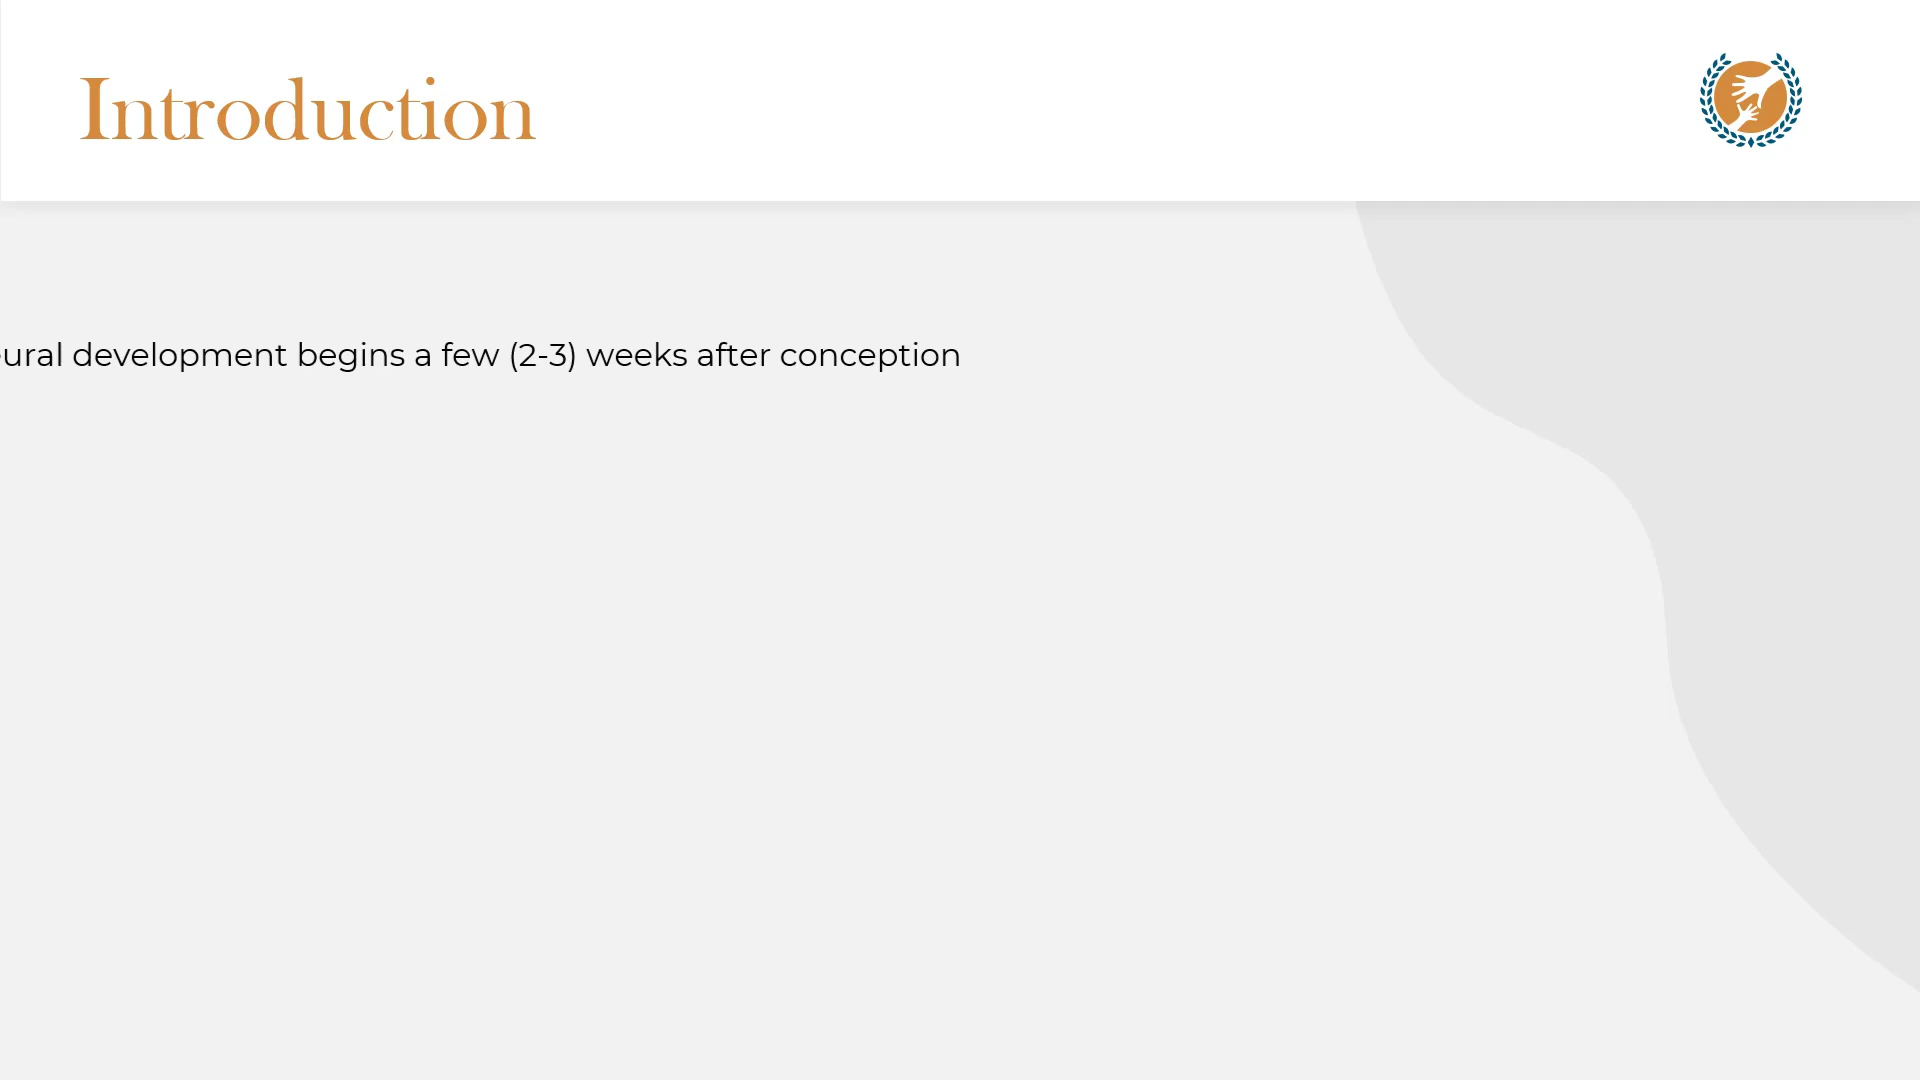 Introduction
ural development begins a few (2-3) weeks after conception